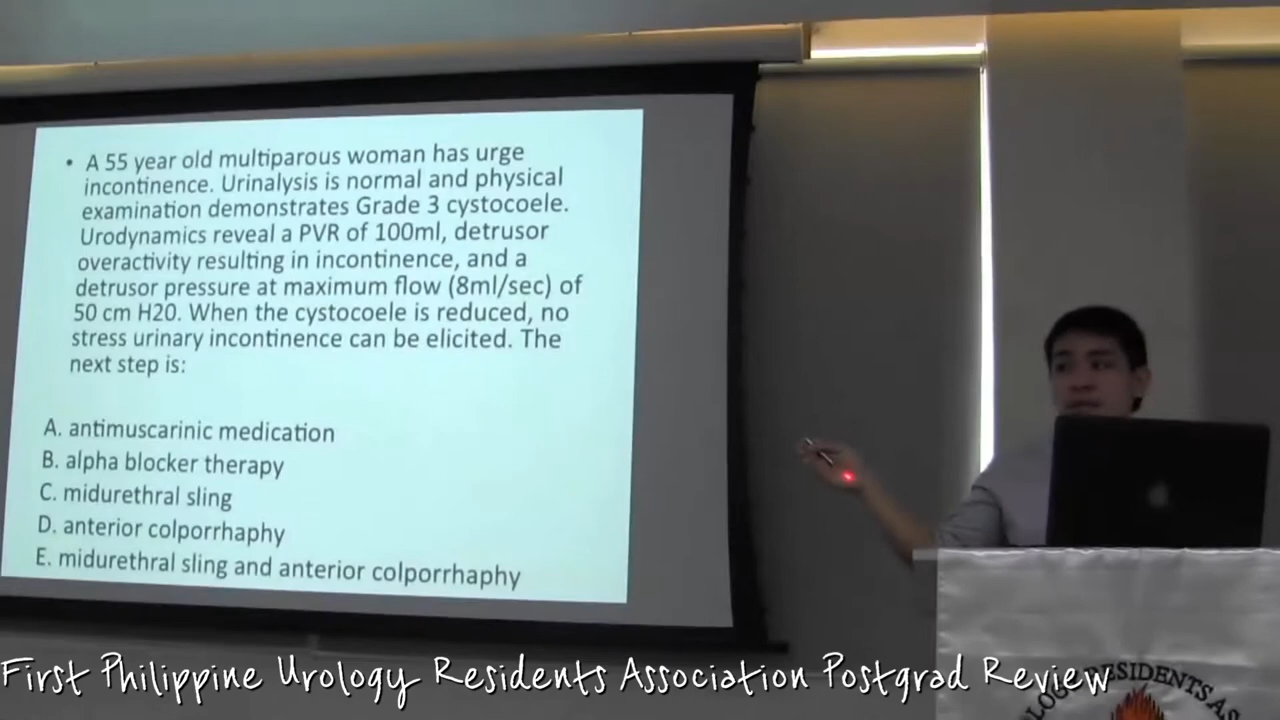 • A 55 year old multiparous woman has urge
incontinence. Urinalysis is normal and physical
examination demonstrates Grade 3 cystocoele.
Urodynamics reveal a PVR of 100ml, detrusor
overactivity resulting in incontinence, and a
detrusor pressure at maximum flow (8ml/sec) of
50 cm H20. When the cystocoele is reduced, no
stress urinary incontinence can be elicited. The
next step is:
A. antimuscarinic medication
B. alpha blocker therapy
C. midurethral sling
D. anterior colporrhaphy
E. midurethral sling and anterior colporrhaphy
First Philippine Urology Residents Association Postgrad Review